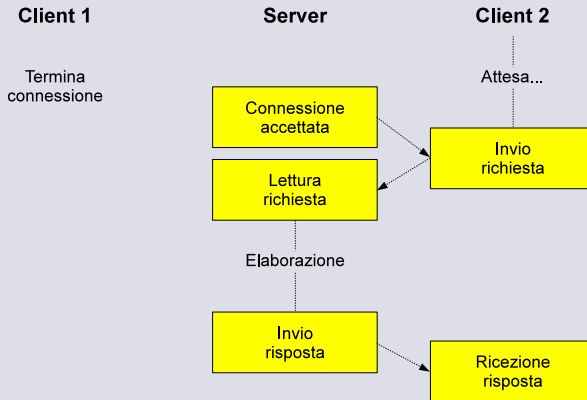 Client 1
Server
Client 2
Termina
connessione
Attesa...
Connessione
accettata
Invio
richiesta
Lettura
richiesta
Elaborazione
Invio
risposta
Ricezione
risposta